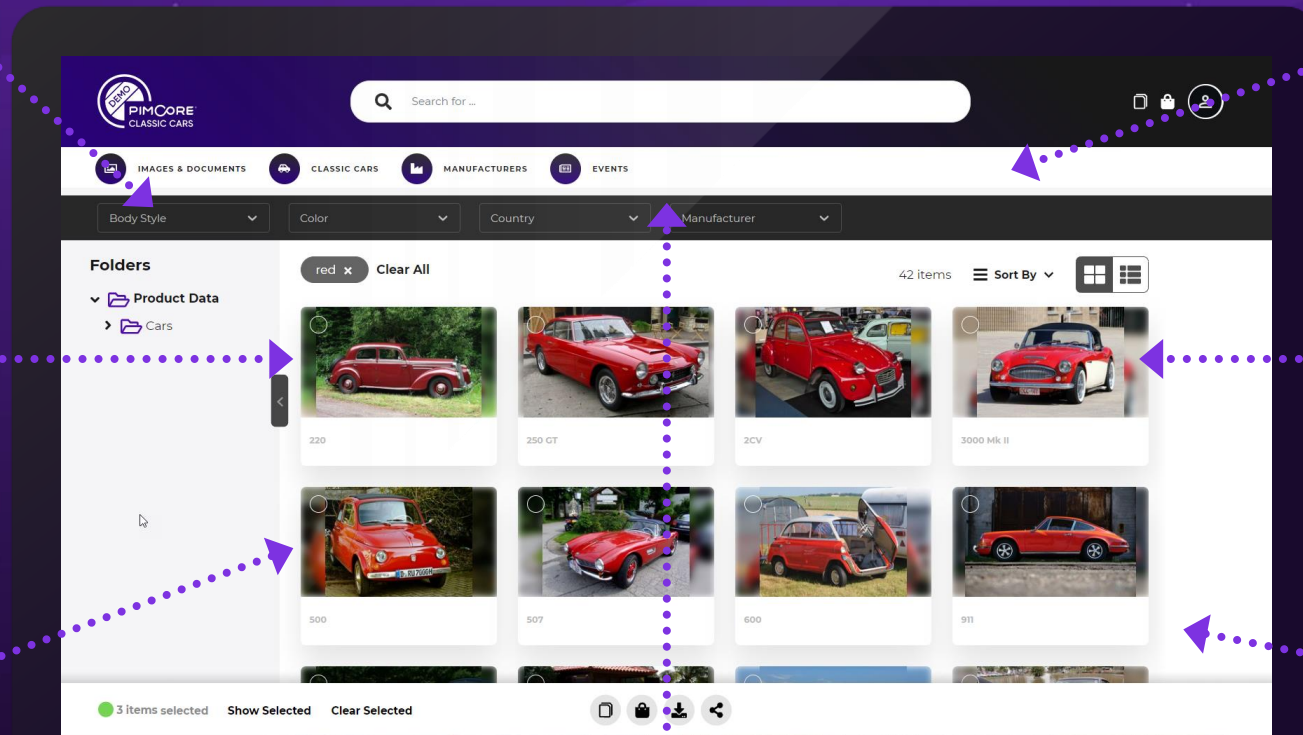 DEMO
PIMCORE
CLASSIC CARS
Search for ...
IMAGES & DOCUMENTS CLASSIC CARS MANUFACTURERS EVENTS
Body Style Color Country Manufacturer
Folders
Product Data
Cars
red × Clear All
42 items Sort By
220 250 GT 2CV 3000 Mk II
500 507 600 911
3 items selected Show Selected Clear Selected